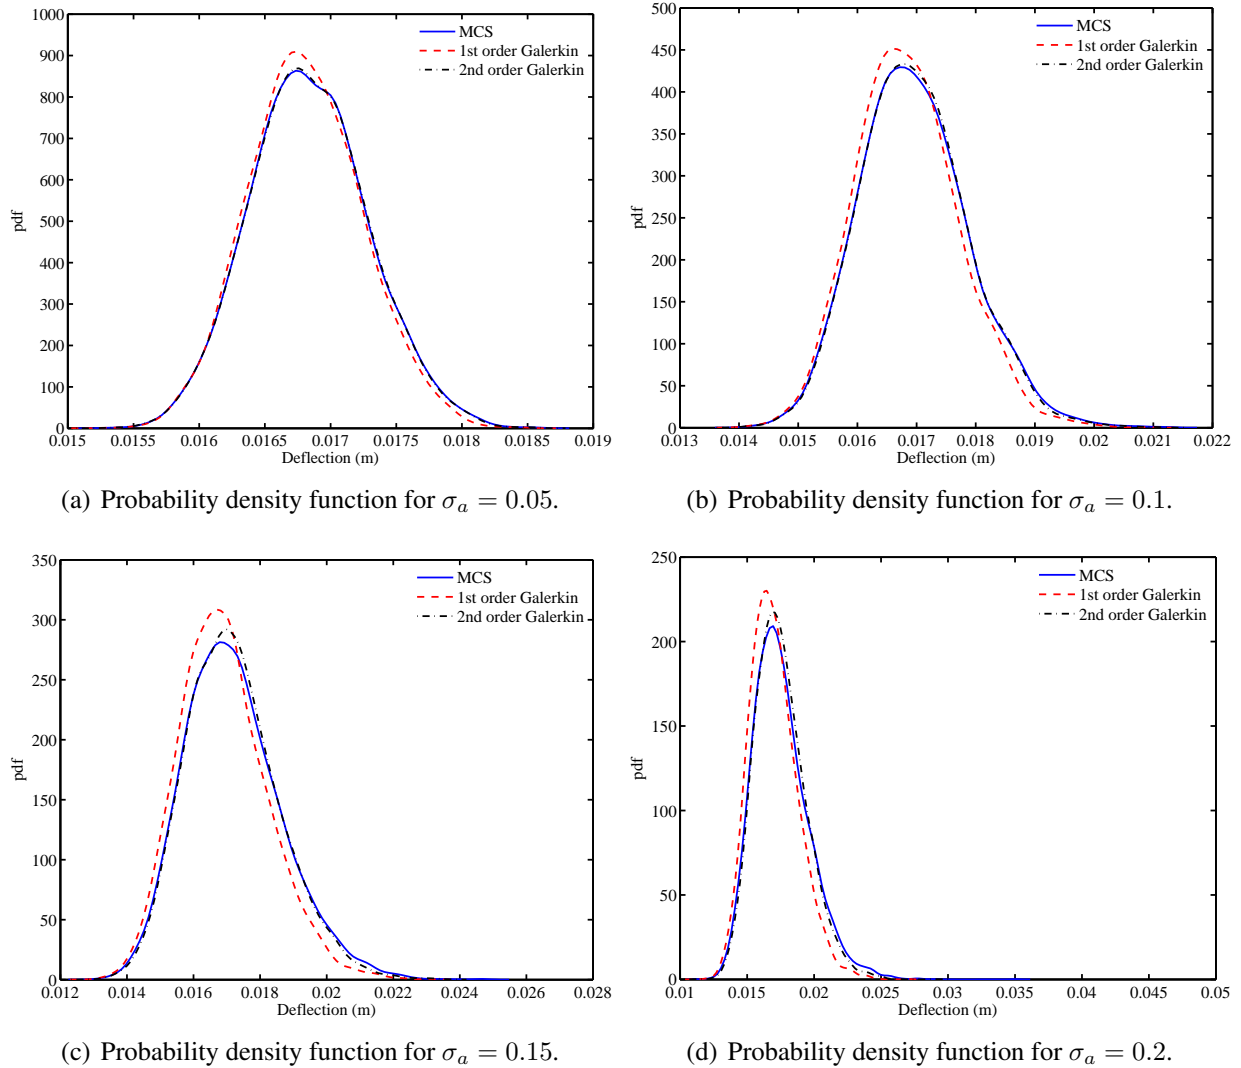 1000
900
800
700
600
500
400
300
200
100
0
pdf
MCS
1st order Galerkin
2nd order Galerkin
0.015 0.0155 0.016 0.0165 0.017 0.0175 0.018 0.0185 0.019
Deflection (m)
(a) Probability density function for σa = 0.05.
500
450
400
350
300
250
200
150
100
50
0
pdf
MCS
1st order Galerkin
2nd order Galerkin
0.013 0.014 0.015 0.016 0.017 0.018 0.019 0.02 0.021 0.022
Deflection (m)
(b) Probability density function for σa = 0.1.
350
300
250
200
150
100
50
0
pdf
MCS
1st order Galerkin
2nd order Galerkin
0.012 0.014 0.016 0.018 0.02 0.022 0.024 0.026 0.028
Deflection (m)
(c) Probability density function for σa = 0.15.
250
200
150
100
50
0
pdf
MCS
1st order Galerkin
2nd order Galerkin
0.01 0.015 0.02 0.025 0.03 0.035 0.04 0.045 0.05
Deflection (m)
(d) Probability density function for σa = 0.2.